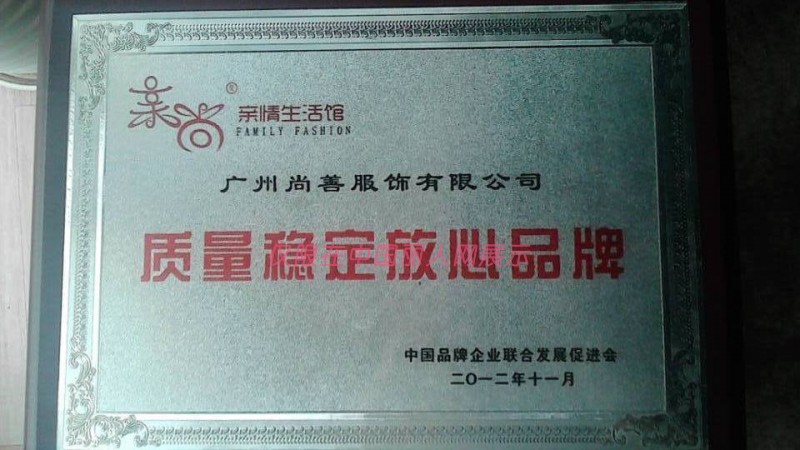 亲尚®
亲情生活馆
FAMILY FASHION
广州尚善服饰有限公司
质量稳定放心品牌
中国品牌企业联合发展促进会
二〇一二年十一月